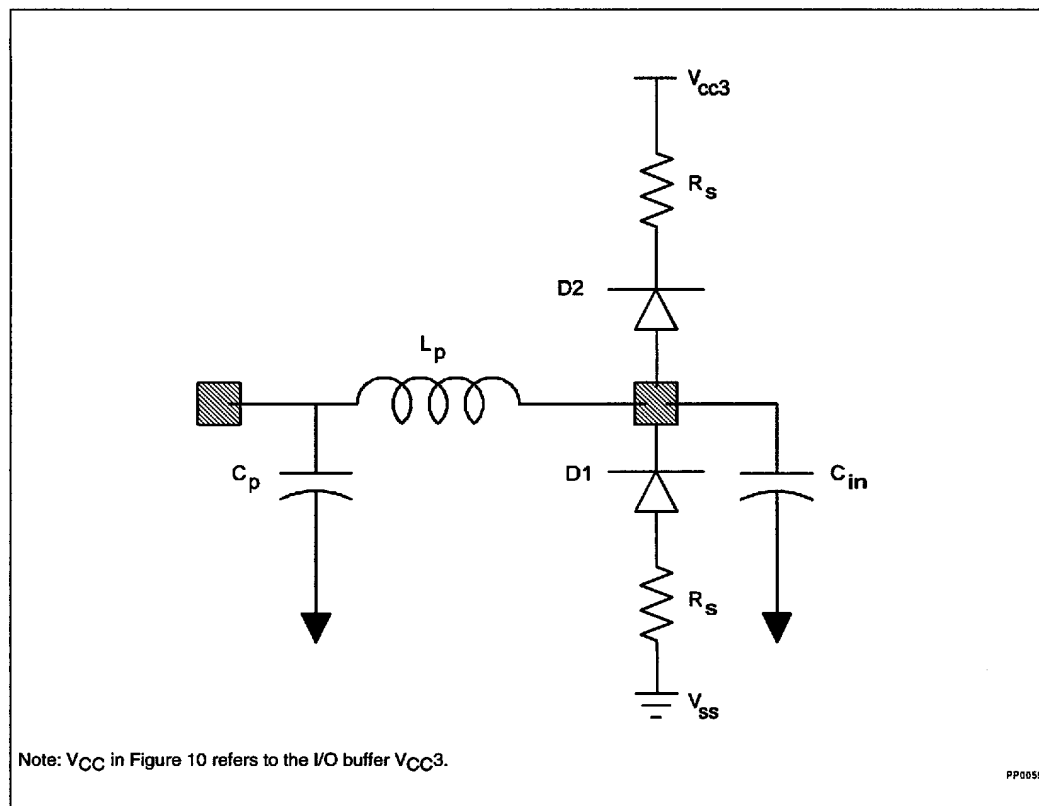 Vcc3
Rs
D2
Lp
Cp
D1
Cin
Rs
Vss
Note: VCC in Figure 10 refers to the I/O buffer VCC3.